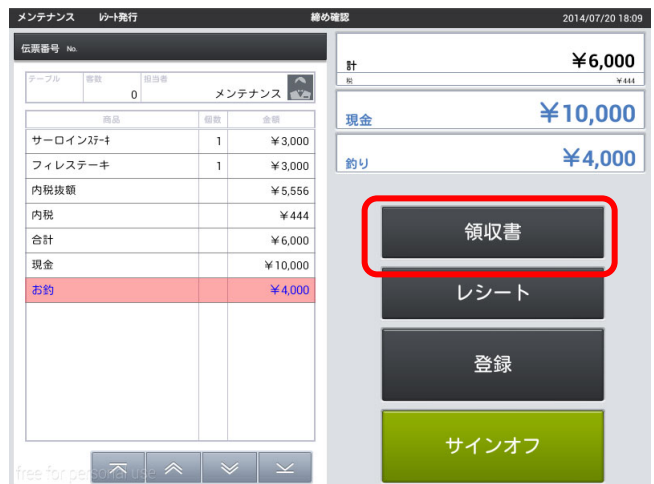 メンテナンス ﾚｼｰﾄ発行 締め確認 2014/07/20 18:09
伝票番号 No.
テーブル 客数 担当者
0 メンテナンス
商品 個数 金額
サーロインｽﾃｰｷ 1 ¥3,000
フィレステーキ 1 ¥3,000
内税抜額 ¥5,556
内税 ¥444
合計 ¥6,000
現金 ¥10,000
お釣 ¥4,000
free for personal use
計 ¥6,000
税 ¥444
現金 ¥10,000
釣り ¥4,000
領収書
レシート
登録
サインオフ